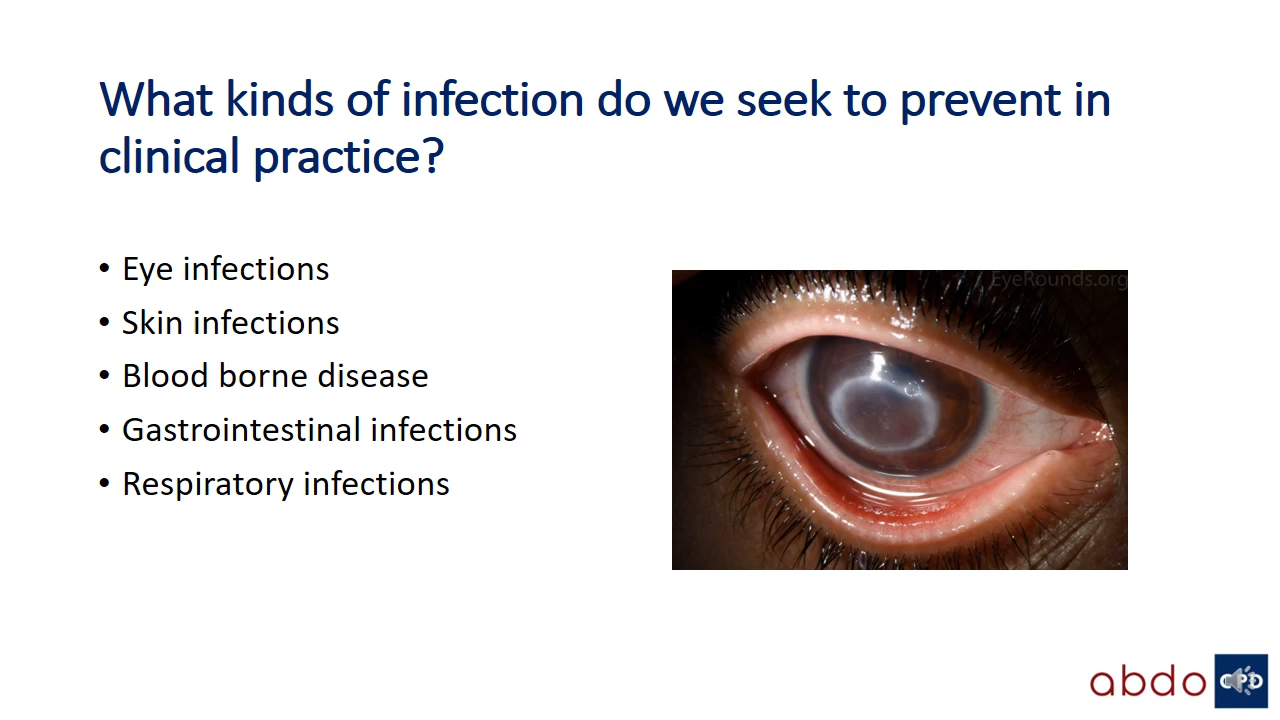 What kinds of infection do we seek to prevent in
clinical practice?
• Eye infections
• Skin infections
• Blood borne disease
• Gastrointestinal infections
• Respiratory infections
EyeRounds.org
abdo CPD